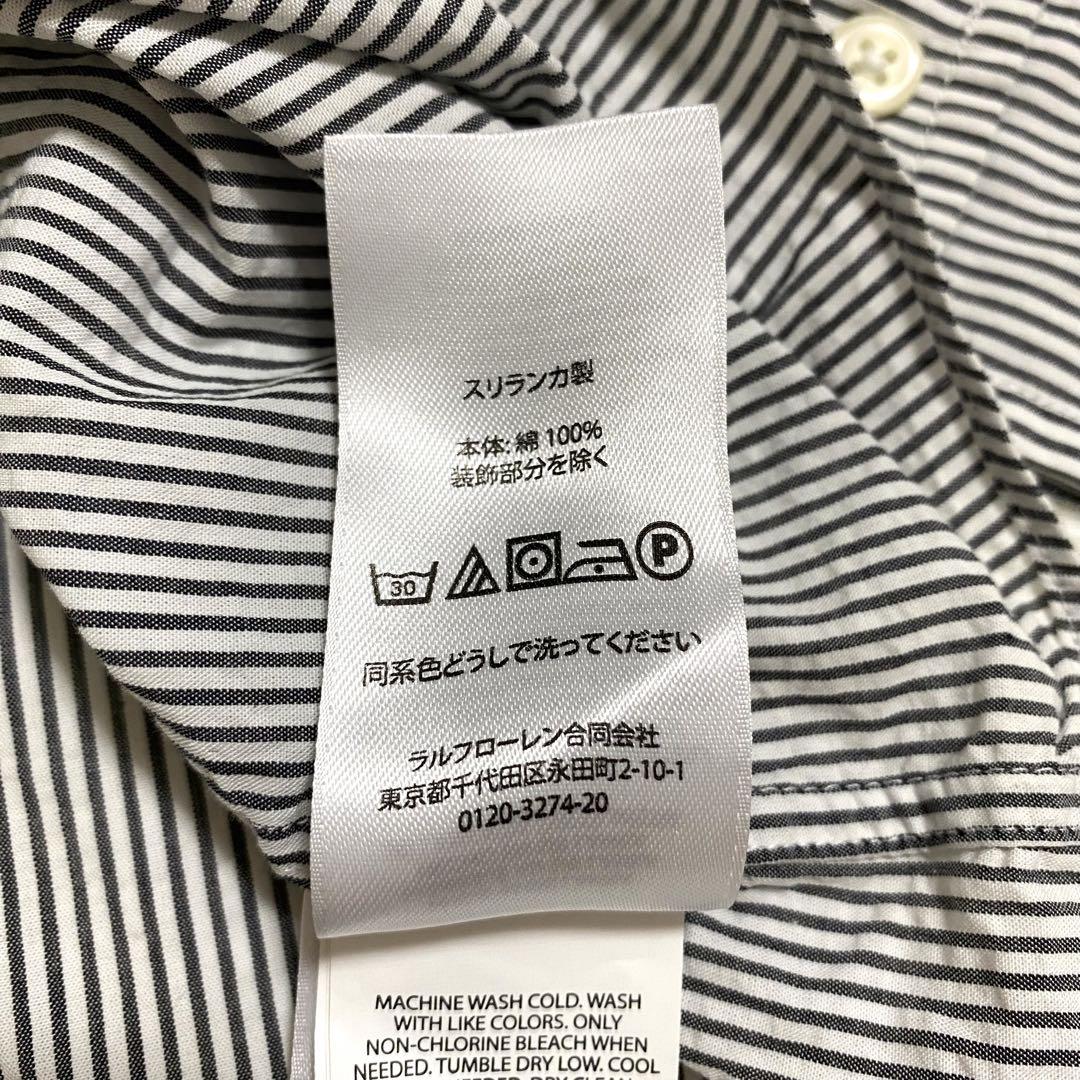 スリランカ製
本体: 綿 100%
装飾部分を除く
30 P
同系色どうしで洗ってください
ラルフローレン合同会社
東京都千代田区永田町2-10-1
0120-3274-20
MACHINE WASH COLD. WASH
WITH LIKE COLORS. ONLY
NON-CHLORINE BLEACH WHEN
NEEDED. TUMBLE DRY LOW. COOL
NEEDED. DRY CLEAN